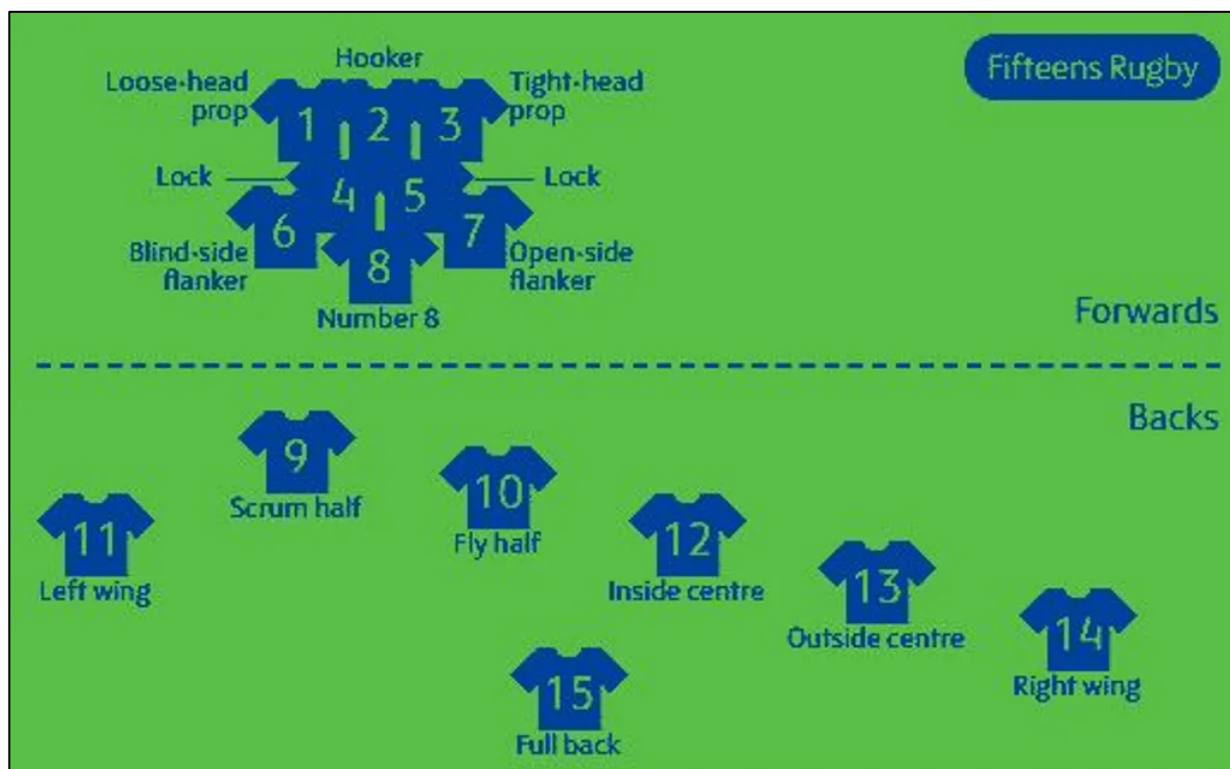 Fifteens Rugby
Hooker
Loose-head
prop
Tight-head
prop
1
2
3
Lock
Lock
4
5
6
7
Blind-side
flanker
8
Open-side
flanker
Number 8
Forwards
Backs
9
Scrum half
10
Fly half
11
Left wing
12
Inside centre
13
Outside centre
14
Right wing
15
Full back